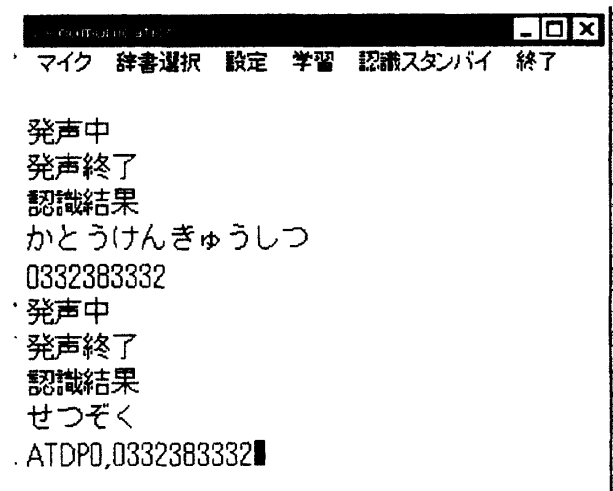 マイク 辞書選択 設定 学習 認識スタンバイ 終了
発声中
発声終了
認識結果
かとうけんきゅうしつ
0332383332
発声中
発声終了
認識結果
せつぞく
ATDP0,0332383332